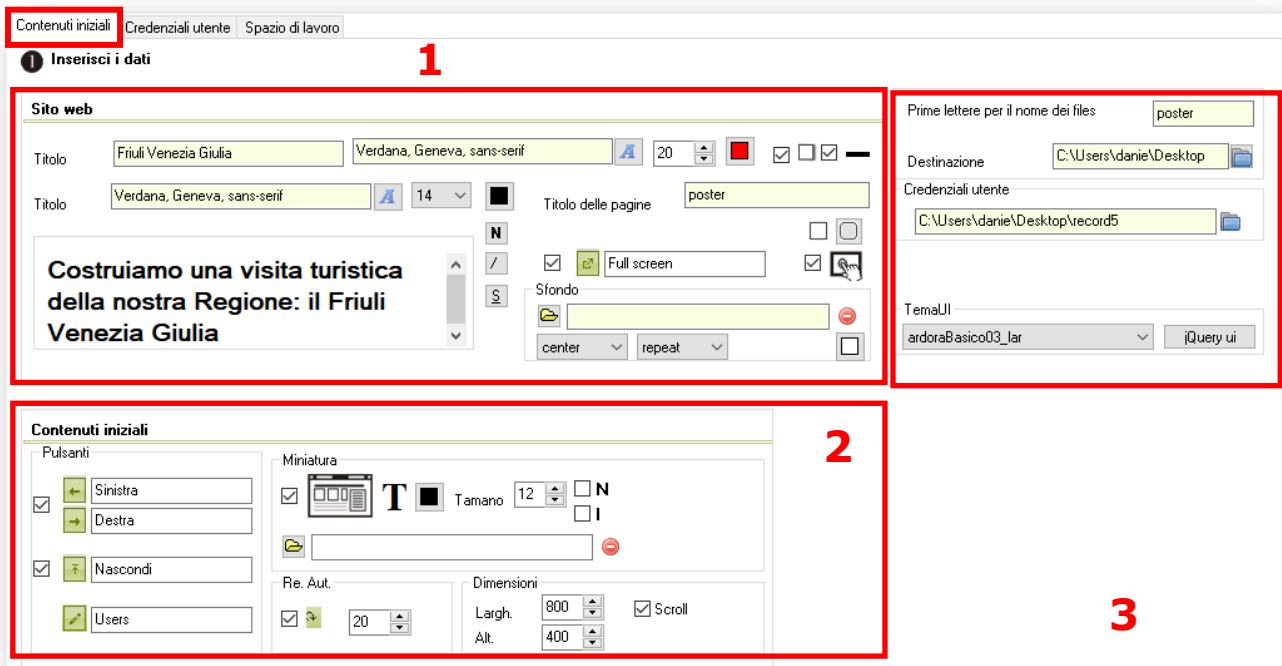 Contenuti iniziali Credenziali utente Spazio di lavoro
1 Inserisci i dati
1
Sito web
Titolo Friuli Venezia Giulia Verdana, Geneva, sans-serif A 20
Titolo Verdana, Geneva, sans-serif A 14
Titolo delle pagine poster
N
I
S
Costruiamo una visita turistica
della nostra Regione: il Friuli
Venezia Giulia
Full screen
Sfondo
center repeat
Prime lettere per il nome dei files poster
Destinazione C:\Users\danie\Desktop
Credenziali utente
C:\Users\danie\Desktop\record5
TemaUI
ardoraBasico03_lar jQuery ui
Contenuti iniziali
2
Pulsanti
Sinistra
Destra
Nascondi
Users
Miniatura
T Tamano 12 N
I
Re. Aut.
20
Dimensioni
Largh. 800 Scroll
Alt. 400
3